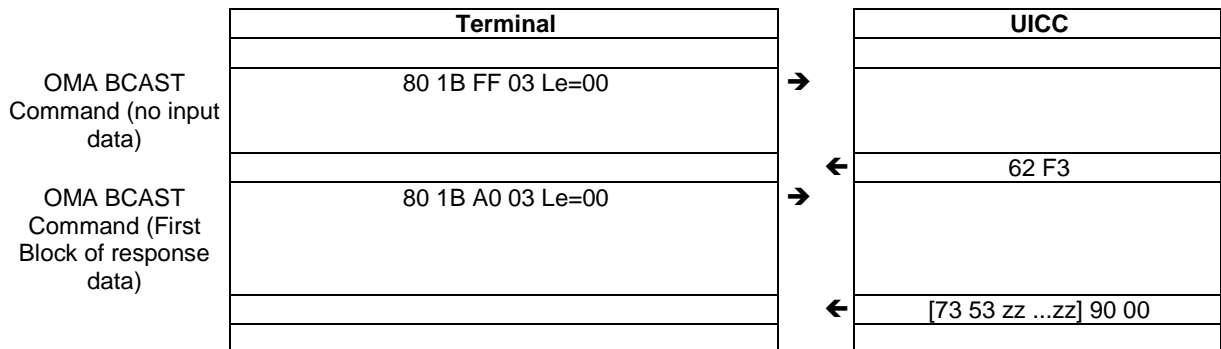 Terminal UICC
OMA BCAST 80 1B FF 03 Le=00 ➔
Command (no input
data)
🡸 62 F3
OMA BCAST 80 1B A0 03 Le=00 ➔
Command (First
Block of response
data)
🡸 [73 53 zz ...zz] 90 00